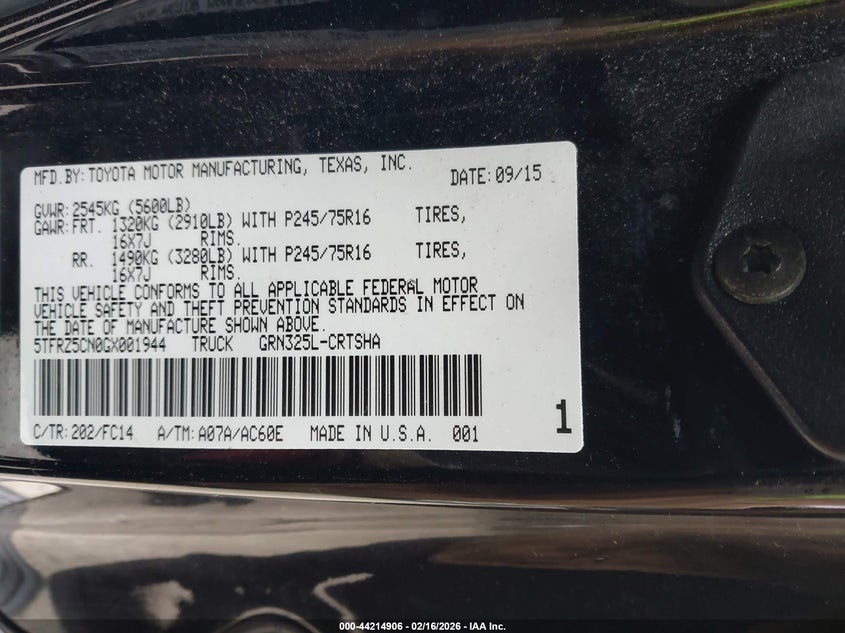 MFD.BY:TOYOTA MOTOR MANUFACTURING, TEXAS, INC. DATE:09/15
GVWR:2545KG (5600LB)
GAWR:FRT. 1320KG (2910LB) WITH P245/75R16 TIRES,
16X7J RIMS.
RR. 1490KG (3280LB) WITH P245/75R16 TIRES,
16X7J RIMS.
THIS VEHICLE CONFORMS TO ALL APPLICABLE FEDERAL MOTOR
VEHICLE SAFETY AND THEFT PREVENTION STANDARDS IN EFFECT ON
THE DATE OF MANUFACTURE SHOWN ABOVE.
5TFRZ5CN0GX001944 TRUCK GRN325L-CRTSHA
C/TR:202/FC14 A/TM:A07A/AC60E MADE IN U.S.A. 001
1
000-44214906 - 02/16/2026 - IAA Inc.